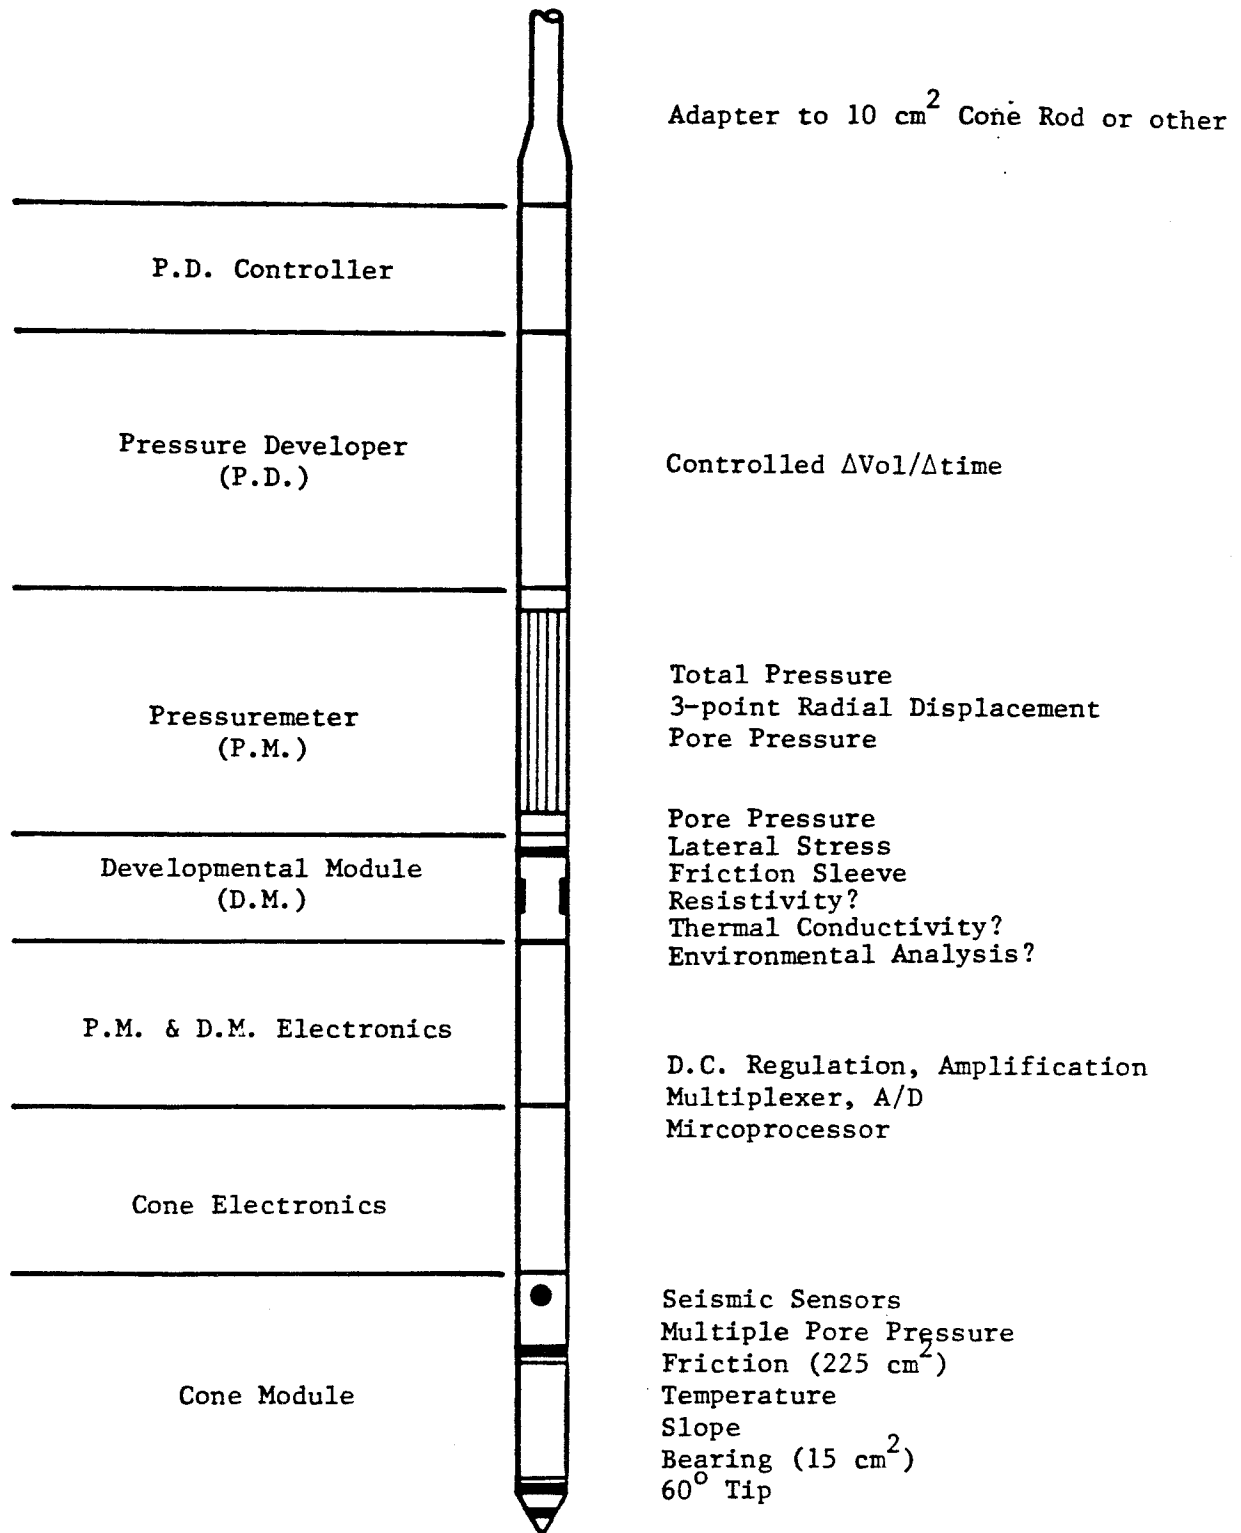 Adapter to 10 cm² Cone Rod or other
P.D. Controller
Pressure Developer
(P.D.)
Controlled ΔVol/Δtime
Pressuremeter
(P.M.)
Total Pressure
3-point Radial Displacement
Pore Pressure
Developmental Module
(D.M.)
Pore Pressure
Lateral Stress
Friction Sleeve
Resistivity?
Thermal Conductivity?
Environmental Analysis?
P.M. & D.M. Electronics
D.C. Regulation, Amplification
Multiplexer, A/D
Mircoprocessor
Cone Electronics
Cone Module
Seismic Sensors
Multiple Pore Pressure
Friction (225 cm²)
Temperature
Slope
Bearing (15 cm²)
60° Tip